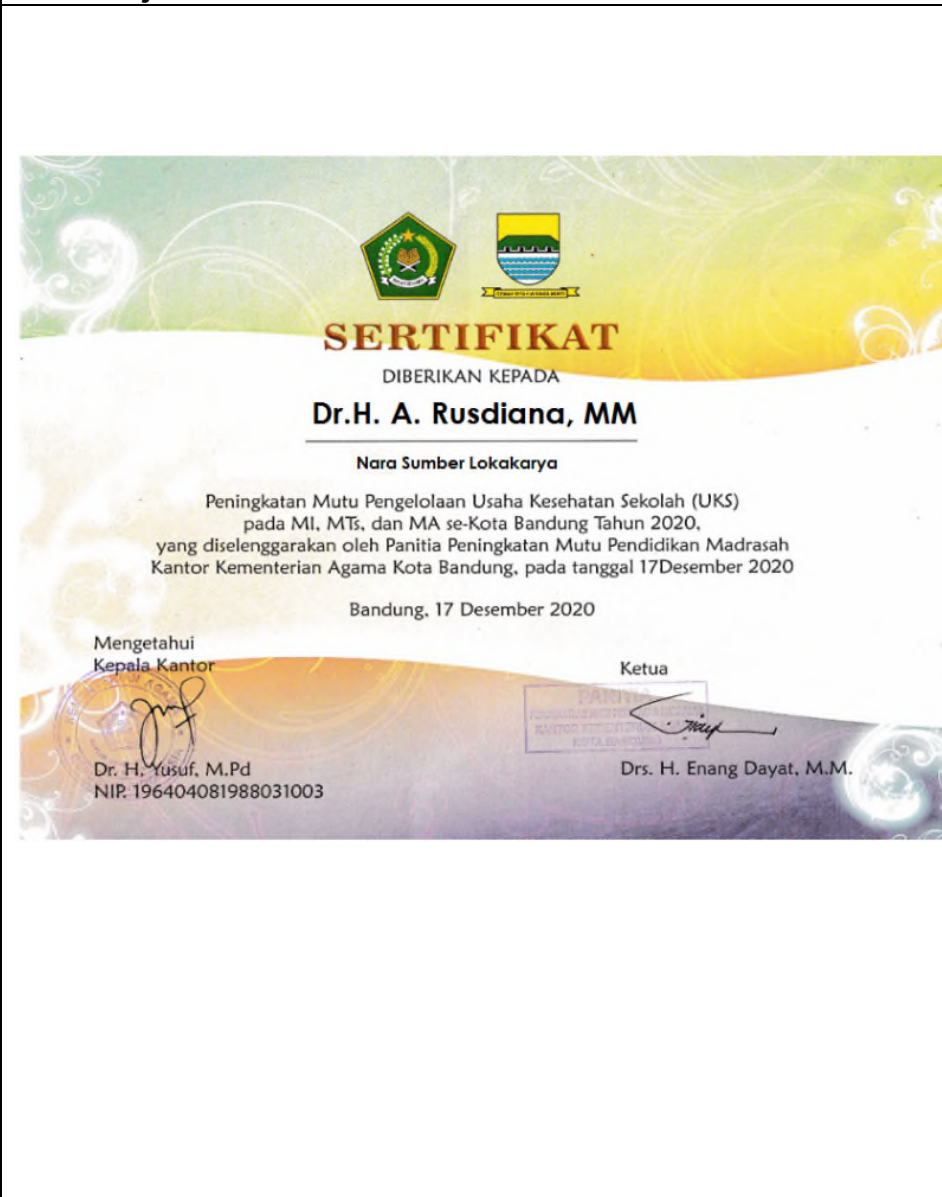 SERTIFIKAT
DIBERIKAN KEPADA
Dr.H. A. Rusdiana, MM
Nara Sumber Lokakarya
Peningkatan Mutu Pengelolaan Usaha Kesehatan Sekolah (UKS)
pada MI, MTs, dan MA se-Kota Bandung Tahun 2020,
yang diselenggarakan oleh Panitia Peningkatan Mutu Pendidikan Madrasah
Kantor Kementerian Agama Kota Bandung, pada tanggal 17Desember 2020
Bandung, 17 Desember 2020
Mengetahui
Kepala Kantor
Ketua
PANITIA
KOTA BANDUNG
Dr. H. Yusuf, M.Pd
NIP. 196404081988031003
Drs. H. Enang Dayat, M.M.